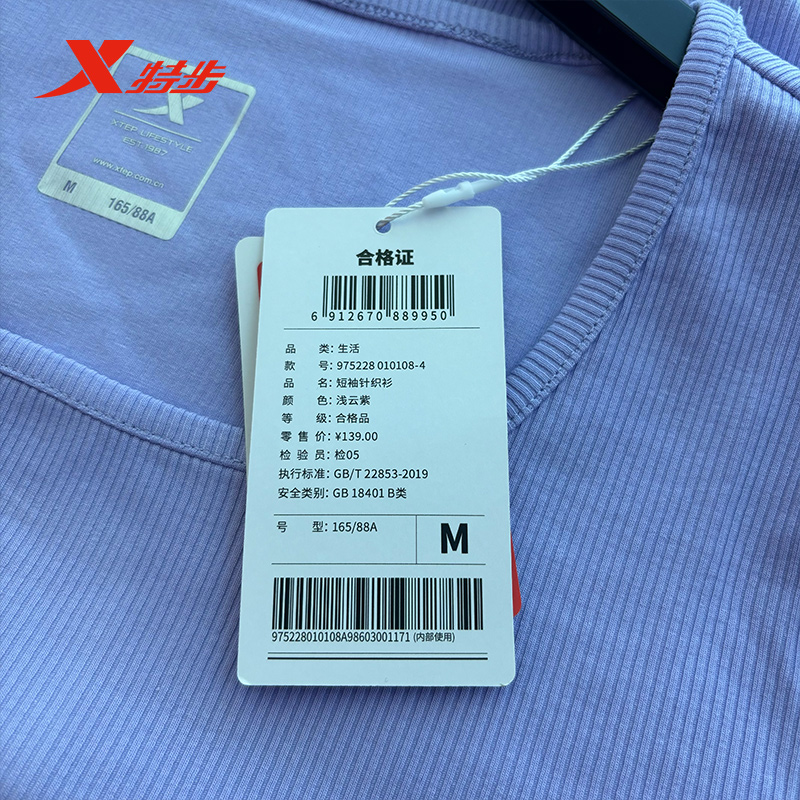 特步
XTEP LIFESTYLE
EST.1987
www.xtep.com.cn
M 165/88A
合格证
6 912670 889950
品 类: 生活
款 号: 975228 010108-4
品 名: 短袖针织衫
颜 色: 浅云紫
等 级: 合格品
零 售 价: ¥139.00
检 验 员: 检05
执行标准: GB/T 22853-2019
安全类别: GB 18401 B类
号 型: 165/88A
M
975228010108A98603001171 (内部使用)